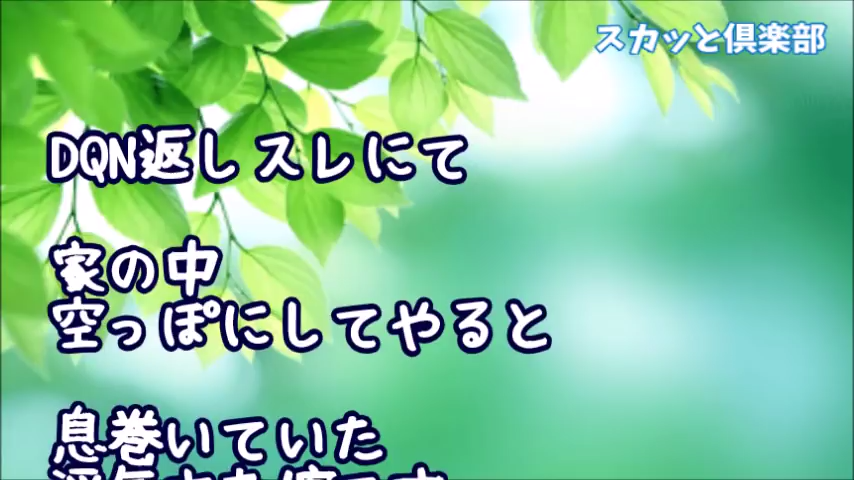 スカッと倶楽部
DQN返しスレにて
家の中
空っぽにしてやると
息巻いていた